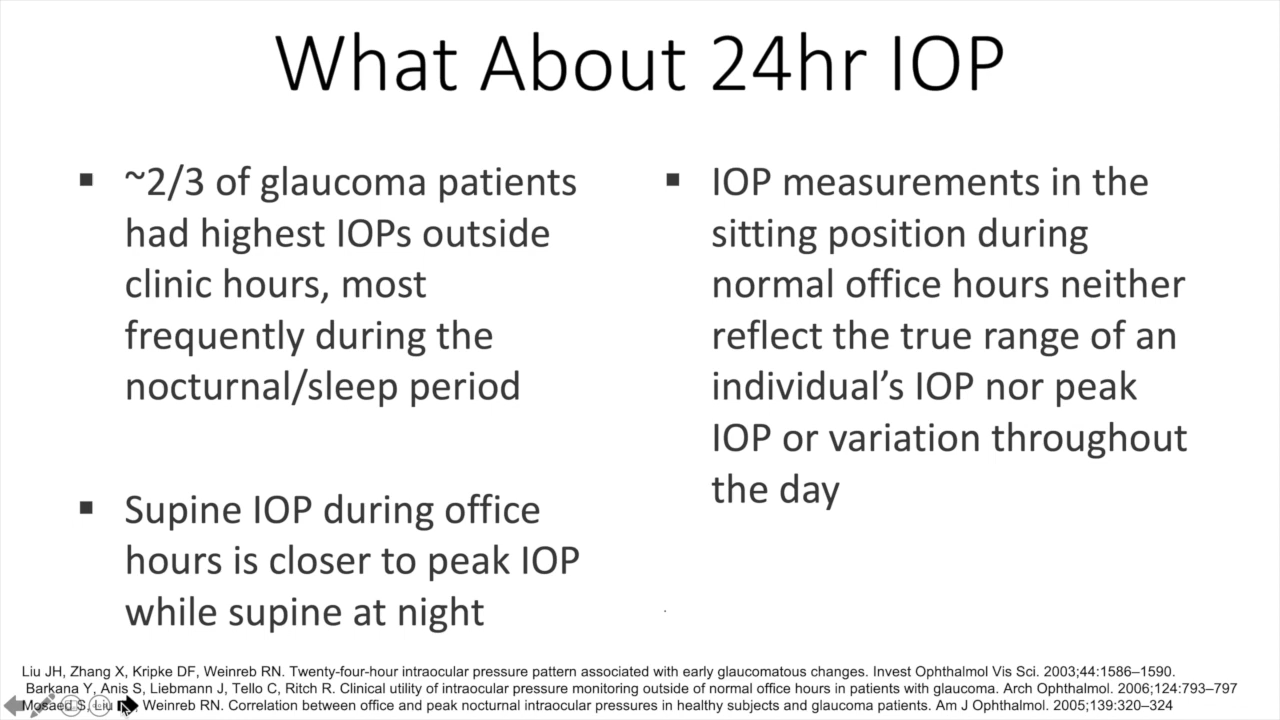 What About 24hr IOP
▪ ~2/3 of glaucoma patients
had highest IOPs outside
clinic hours, most
frequently during the
nocturnal/sleep period
▪ Supine IOP during office
hours is closer to peak IOP
while supine at night
▪ IOP measurements in the
sitting position during
normal office hours neither
reflect the true range of an
individual’s IOP nor peak
IOP or variation throughout
the day
Liu JH, Zhang X, Kripke DF, Weinreb RN. Twenty-four-hour intraocular pressure pattern associated with early glaucomatous changes. Invest Ophthalmol Vis Sci. 2003;44:1586–1590.
Barkana Y, Anis S, Liebmann J, Tello C, Ritch R. Clinical utility of intraocular pressure monitoring outside of normal office hours in patients with glaucoma. Arch Ophthalmol. 2006;124:793–797
Mosaed S, Liu Weinreb RN. Correlation between office and peak nocturnal intraocular pressures in healthy subjects and glaucoma patients. Am J Ophthalmol. 2005;139:320–324